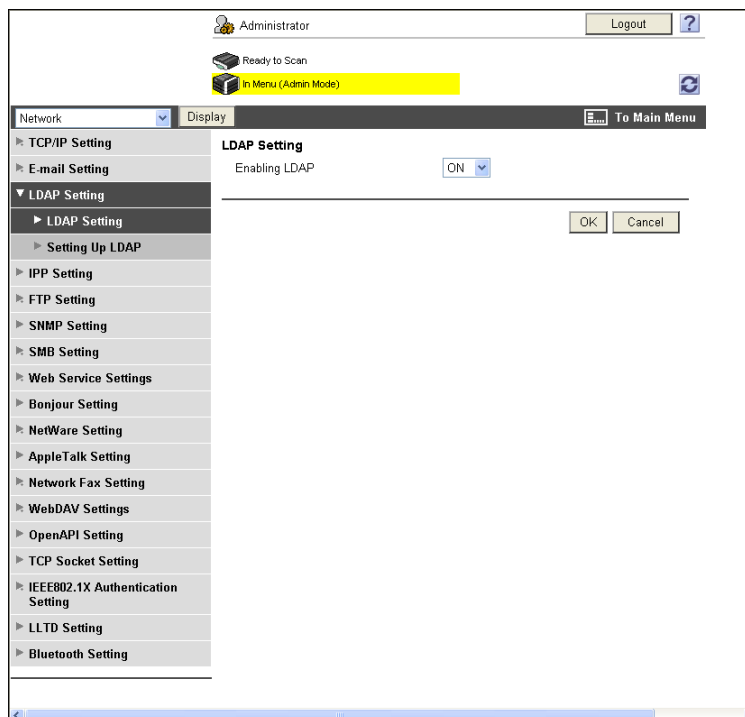 Administrator
Logout
?
Ready to Scan
In Menu (Admin Mode)
Network
Display
To Main Menu
TCP/IP Setting
E-mail Setting
LDAP Setting
LDAP Setting
Setting Up LDAP
IPP Setting
FTP Setting
SNMP Setting
SMB Setting
Web Service Settings
Bonjour Setting
NetWare Setting
AppleTalk Setting
Network Fax Setting
WebDAV Settings
OpenAPI Setting
TCP Socket Setting
IEEE802.1X Authentication
Setting
LLTD Setting
Bluetooth Setting
LDAP Setting
Enabling LDAP
ON
OK
Cancel